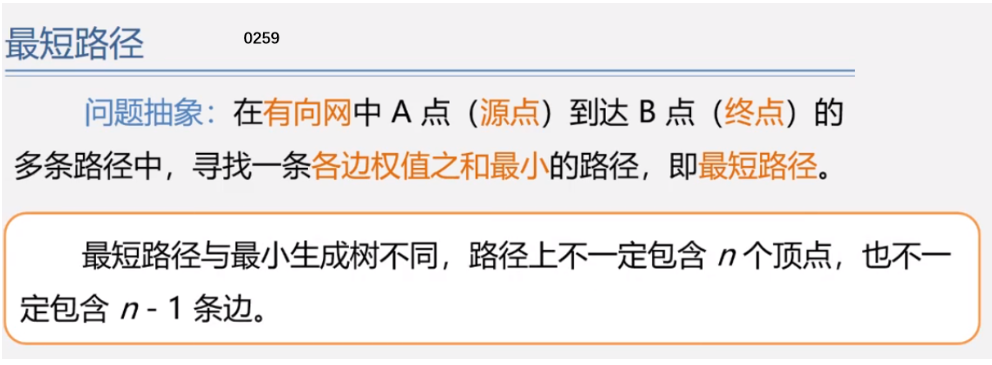 最短路径
0259
问题抽象：在有向网中 A 点（源点）到达 B 点（终点）的
多条路径中，寻找一条各边权值之和最小的路径，即最短路径。
最短路径与最小生成树不同，路径上不一定包含 n 个顶点，也不一
定包含 n - 1 条边。